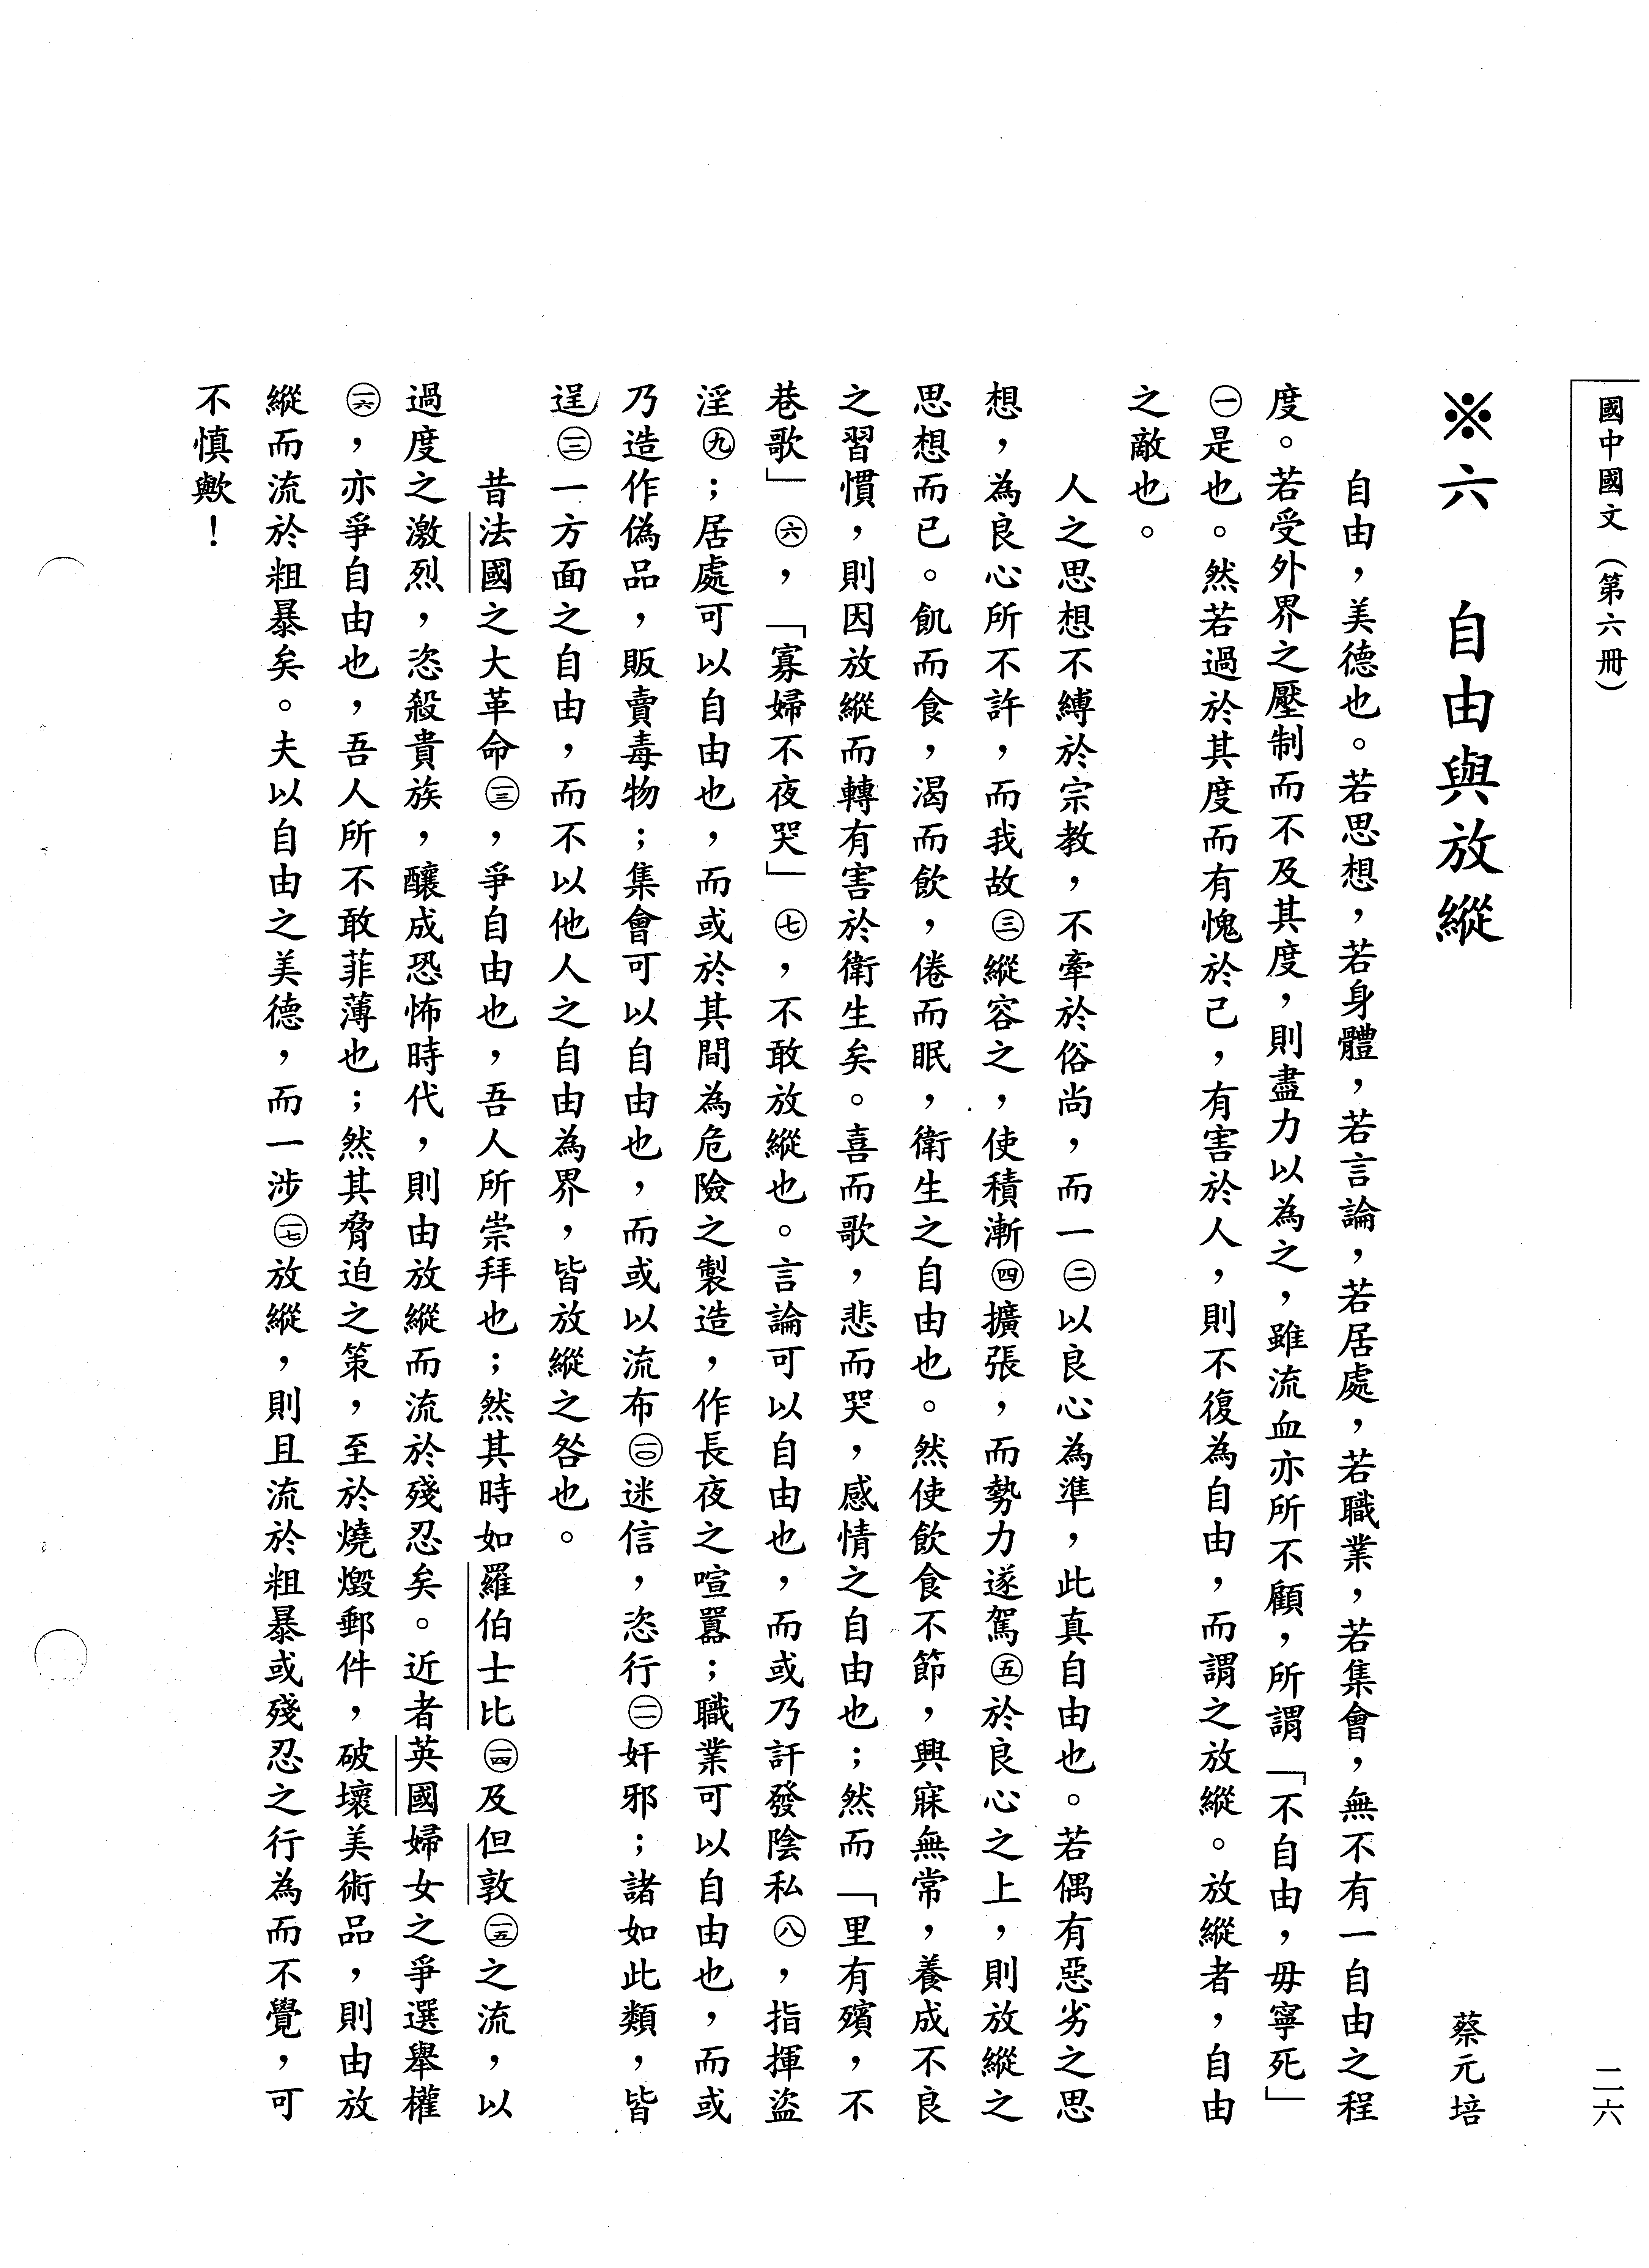 國中國文(第六冊)
二六
※六 自由與放縱
蔡元培
自由，美德也。若思想，若身體，若言論，若居處，若職業，若集會，無不有一自由之程
度。若受外界之壓制而不及其度，則盡力以為之，雖流血亦所不顧，所謂「不自由，毋寧死」
㊀是也。然若過於其度而有愧於己，有害於人，則不復為自由，而謂之放縱。放縱者，自由
之敵也。
人之思想不縛於宗教，不牽於俗尚，而一㊁以良心為準，此真自由也。若偶有惡劣之思
想，為良心所不許，而我故㊂縱容之，使積漸㊃擴張，而勢力遂駕㊄於良心之上，則放縱之
思想而已。飢而食，渴而飲，倦而眠，衛生之自由也。然使飲食不節，興寐無常，養成不良
之習慣，則因放縱而轉有害於衛生矣。喜而歌，悲而哭，感情之自由也；然而「里有殯，不
巷歌」㊅，「寡婦不夜哭」㊆，不敢放縱也。言論可以自由也，而或乃訐發陰私㊇，指揮盜
淫㊈；居處可以自由也，而或於其間為危險之製造，作長夜之喧囂；職業可以自由也，而或
乃造作偽品，販賣毒物；集會可以自由也，而或以流布㊀㊁迷信，恣行㊀㊀奸邪；諸如此類，皆
逞㊀㊁一方面之自由，而不以他人之自由為界，皆放縱之咎也。
昔法國之大革命㊀㊂，爭自由也，吾人所崇拜也；然其時如羅伯士比㊀㊃及但敦㊀㊄之流，以
過度之激烈，恣殺貴族，釀成恐怖時代，則由放縱而流於殘忍矣。近者英國婦女之爭選舉權
㊀㊅，亦爭自由也，吾人所不敢菲薄也；然其脅迫之策，至於燒燬郵件，破壞美術品，則由放
縱而流於粗暴矣。夫以自由之美德，而一涉㊀㊆放縱，則且流於粗暴或殘忍之行為而不覺，可
不慎歟！